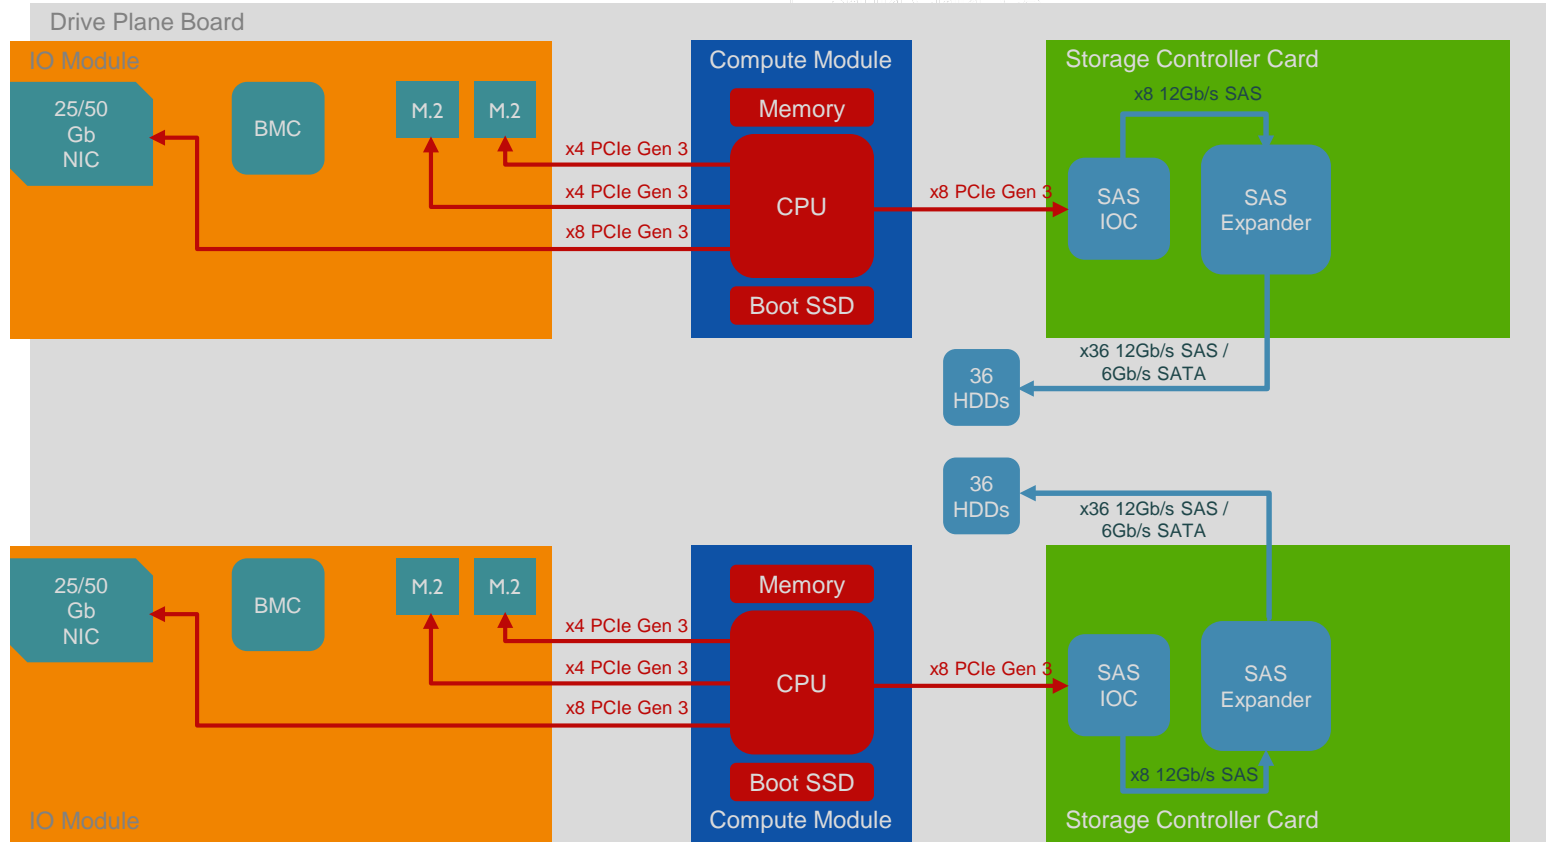 Drive Plane Board
IO Module
25/50
Gb
NIC
BMC
M.2
M.2
x4 PCIe Gen 3
x4 PCIe Gen 3
x8 PCIe Gen 3
Compute Module
Memory
CPU
Boot SSD
x8 PCIe Gen 3
Storage Controller Card
x8 12Gb/s SAS
SAS
IOC
SAS
Expander
x36 12Gb/s SAS /
6Gb/s SATA
36
HDDs
36
HDDs
x36 12Gb/s SAS /
6Gb/s SATA
25/50
Gb
NIC
BMC
M.2
M.2
x4 PCIe Gen 3
x4 PCIe Gen 3
x8 PCIe Gen 3
IO Module
Memory
CPU
Boot SSD
Compute Module
x8 PCIe Gen 3
SAS
IOC
SAS
Expander
x8 12Gb/s SAS
Storage Controller Card